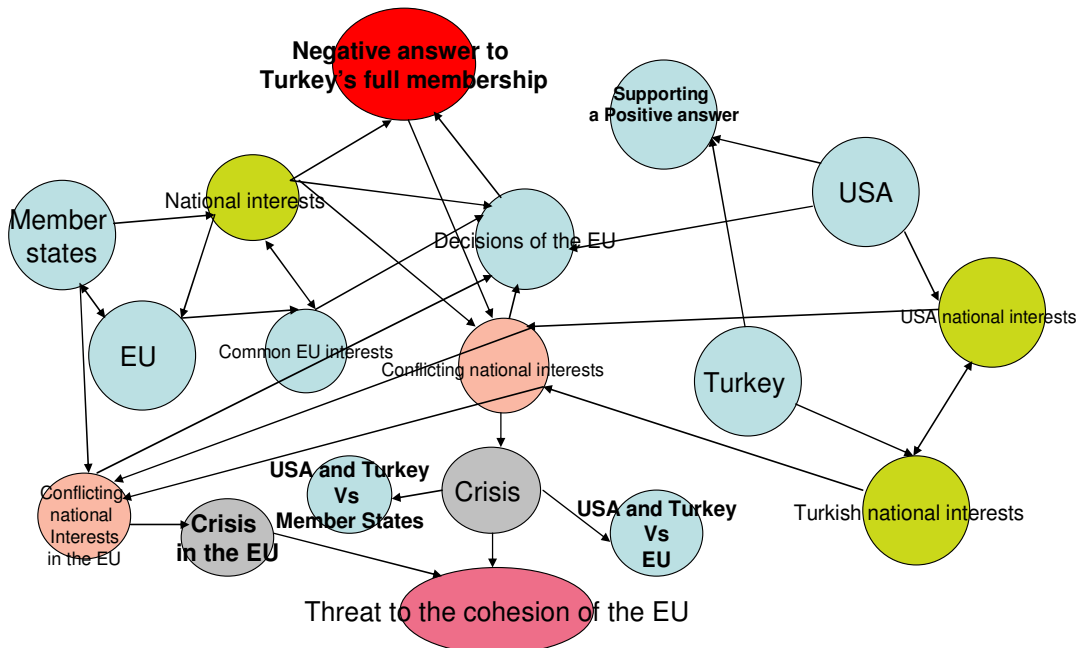 Negative answer to
Turkey's full membership
Supporting
a Positive answer
USA
National interests
Member
states
Decisions of the EU
USA national interests
EU
Common EU interests
Conflicting national interests
Turkey
USA and Turkey
Vs
Member States
Crisis
USA and Turkey
Vs
EU
Turkish national interests
Conflicting
national
Interests
in the EU
Crisis
in the EU
Threat to the cohesion of the EU